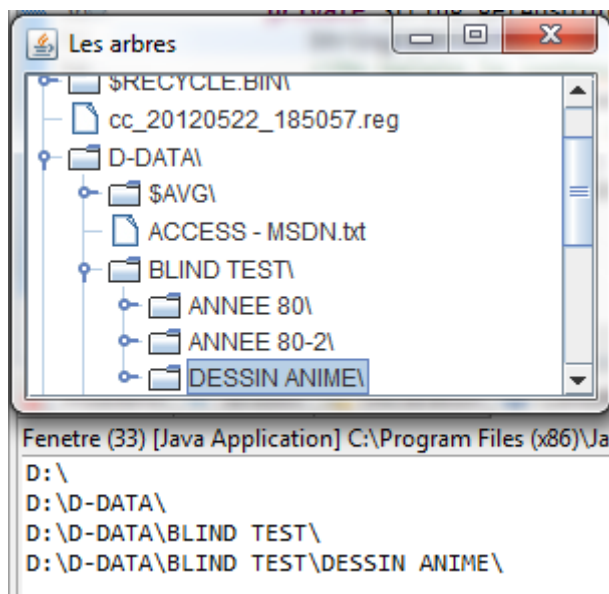 Les arbres
$RECYCLE.BIN\
cc_20120522_185057.reg
D-DATA\
$AVG\
ACCESS - MSDN.txt
BLIND TEST\
ANNEE 80\
ANNEE 80-2\
DESSIN ANIME\
Fenetre (33) [Java Application] C:\Program Files (x86)\Ja
D:\
D:\D-DATA\
D:\D-DATA\BLIND TEST\
D:\D-DATA\BLIND TEST\DESSIN ANIME\